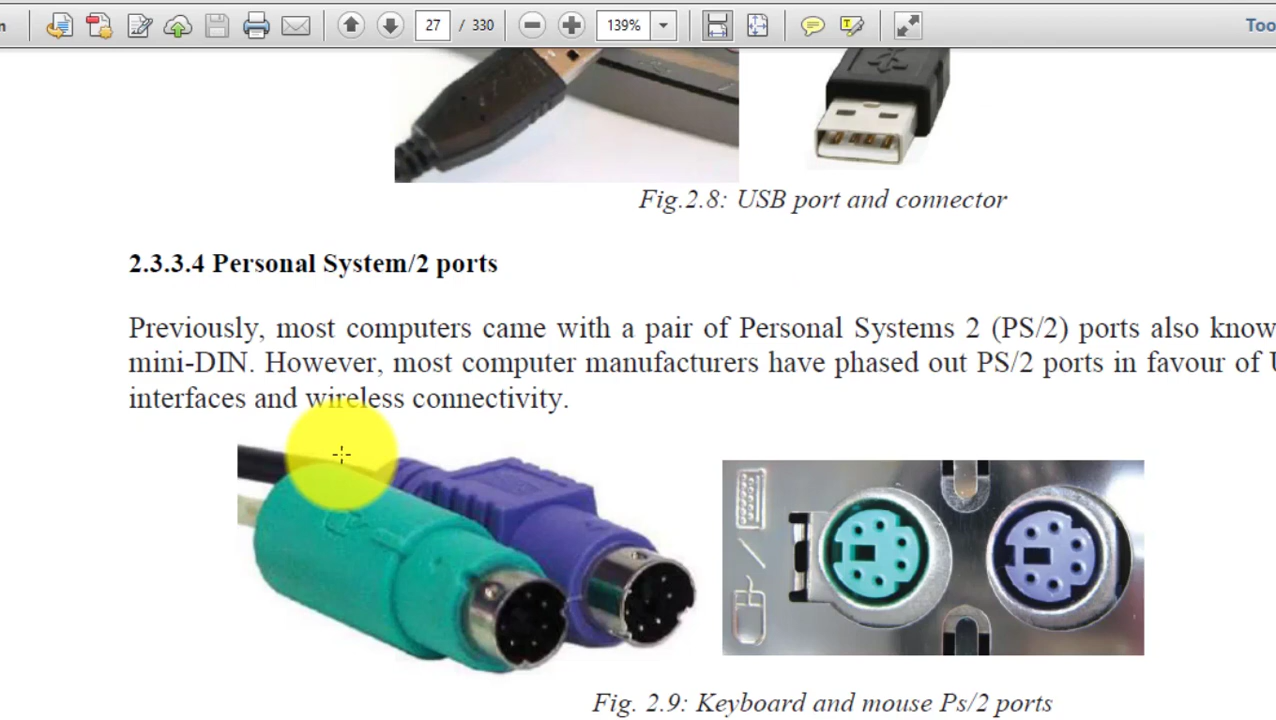 27 / 330
139%
Too
Fig.2.8: USB port and connector
2.3.3.4 Personal System/2 ports
Previously, most computers came with a pair of Personal Systems 2 (PS/2) ports also know
mini-DIN. However, most computer manufacturers have phased out PS/2 ports in favour of U
interfaces and wireless connectivity.
Fig. 2.9: Keyboard and mouse Ps/2 ports